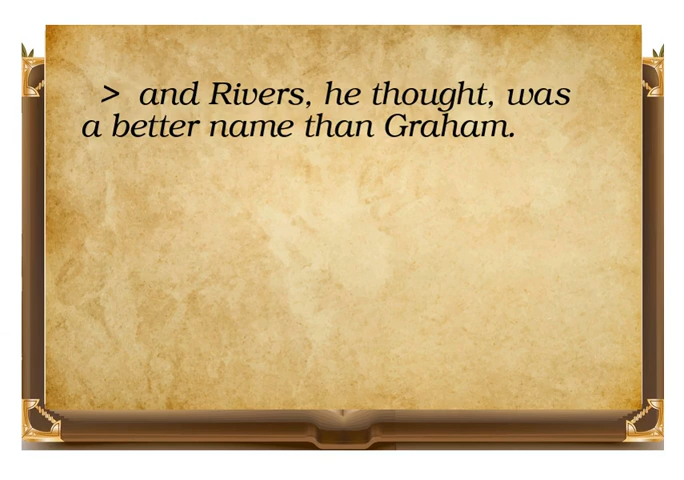 > and Rivers, he thought, was
a better name than Graham.